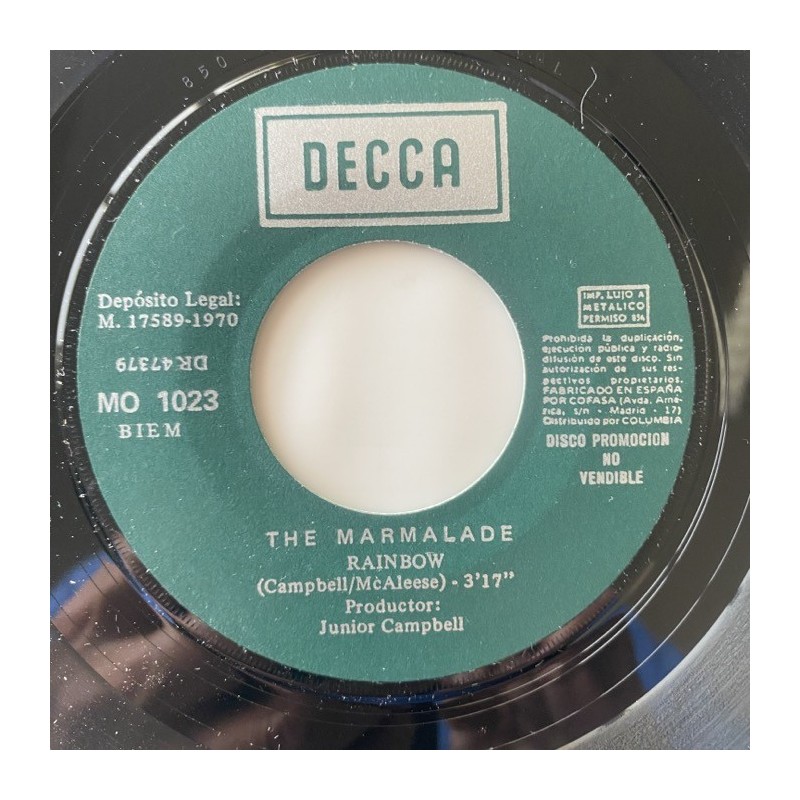 DECCA
Depósito Legal:
M. 17589-1970
DR 47379
MO 1023
BIEM
IMP. LUJO A
METALICO
PERMISO 854
Prohibida la duplicación,
ejecución pública y radio-
difusión de este disco. Sin
autorización de sus res-
pectivos propietarios.
FABRICADO EN ESPAÑA
POR COFASA (Avda. Amé-
rica, s/n - Madrid - 17)
Distribuido por COLUMBIA
DISCO PROMOCION
NO
VENDIBLE
THE MARMALADE
RAINBOW
(Campbell/McAleese) - 3'17"
Productor:
Junior Campbell